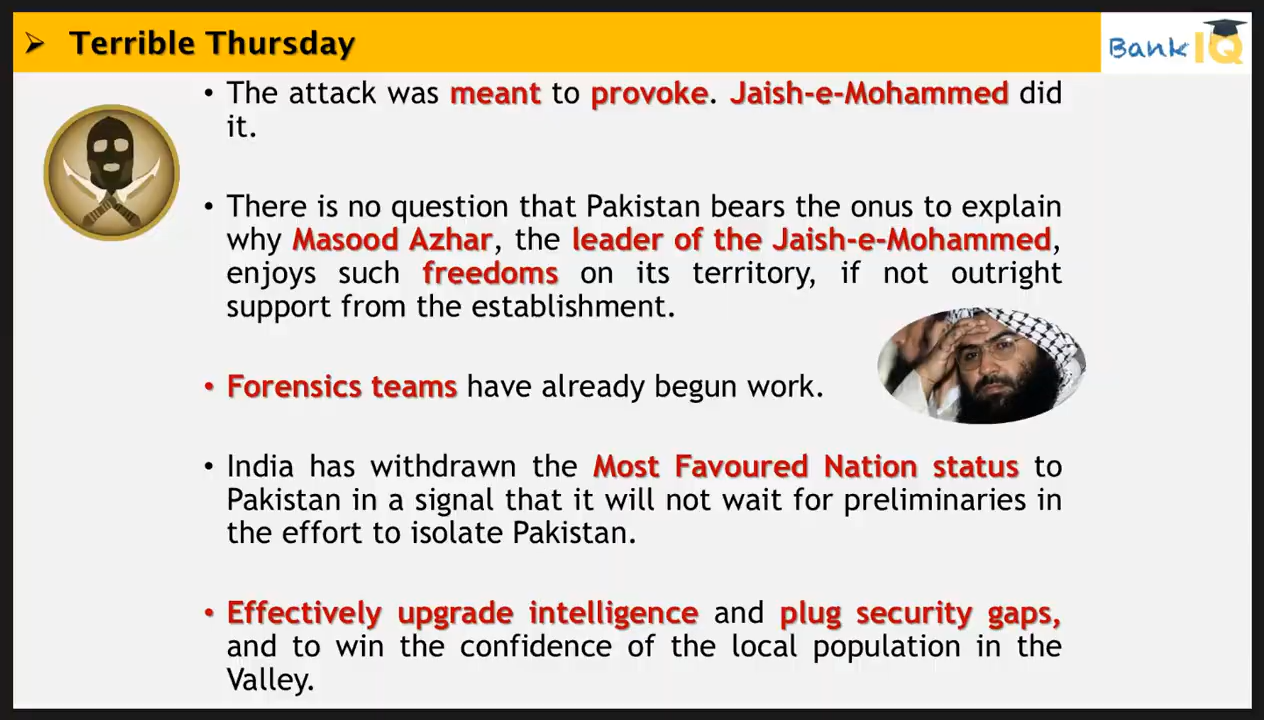 ➢ Terrible Thursday
Bank IQ
• The attack was meant to provoke. Jaish-e-Mohammed did
it.
• There is no question that Pakistan bears the onus to explain
why Masood Azhar, the leader of the Jaish-e-Mohammed,
enjoys such freedoms on its territory, if not outright
support from the establishment.
• Forensics teams have already begun work.
• India has withdrawn the Most Favoured Nation status to
Pakistan in a signal that it will not wait for preliminaries in
the effort to isolate Pakistan.
• Effectively upgrade intelligence and plug security gaps,
and to win the confidence of the local population in the
Valley.